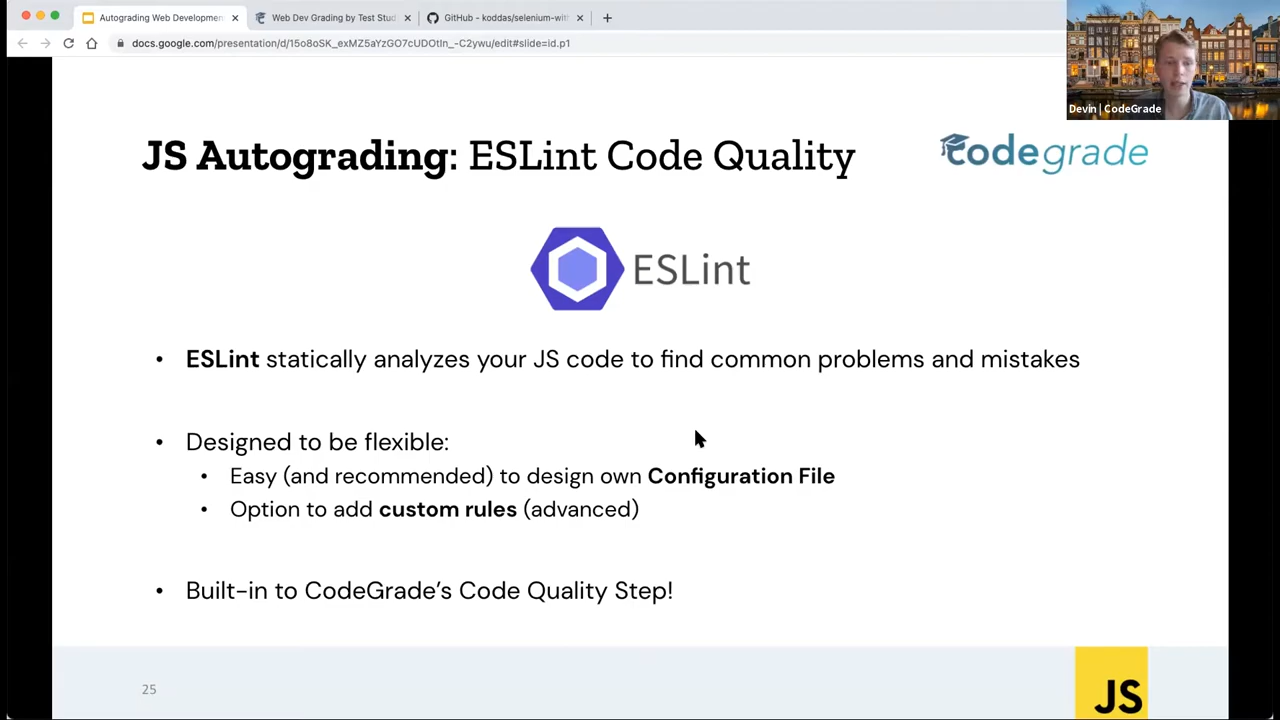 Autograding Web Developmen
Web Dev Grading by Test Stud
GitHub - koddas/selenium-with
docs.google.com/presentation/d/15o8oSK_exMZ5aYzGO7cUDOtIn_-C2ywu/edit#slide=id.p1
Devin | CodeGrade
JS Autograding: ESLint Code Quality
codegrade
ESLint
• ESLint statically analyzes your JS code to find common problems and mistakes
• Designed to be flexible:
• Easy (and recommended) to design own Configuration File
• Option to add custom rules (advanced)
• Built-in to CodeGrade’s Code Quality Step!
25
JS